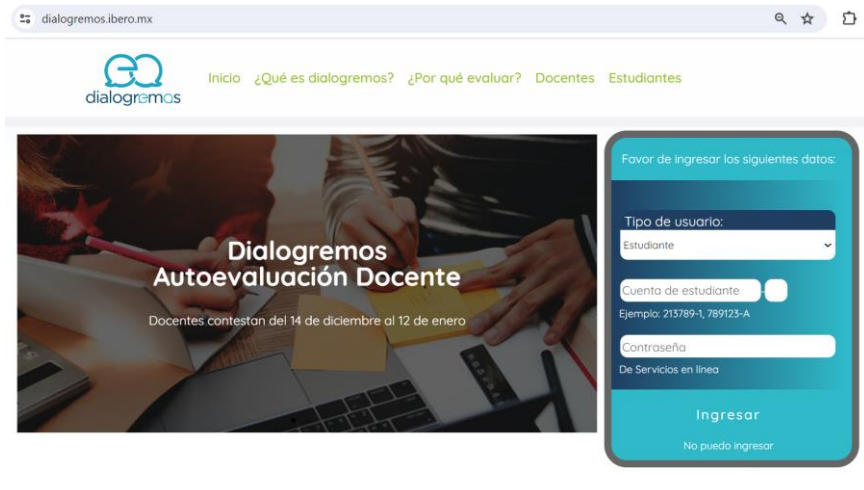 dialogremos.ibero.mx
dialogremos
Inicio ¿Qué es dialogremos? ¿Por qué evaluar? Docentes Estudiantes
Dialogremos
Autoevaluación Docente
Docentes contestan del 14 de diciembre al 12 de enero
Favor de ingresar los siguientes datos:
Tipo de usuario:
Estudiante
Cuenta de estudiante -
Ejemplo: 213789-1, 789123-A
Contraseña
De Servicios en línea
Ingresar
No puedo ingresar